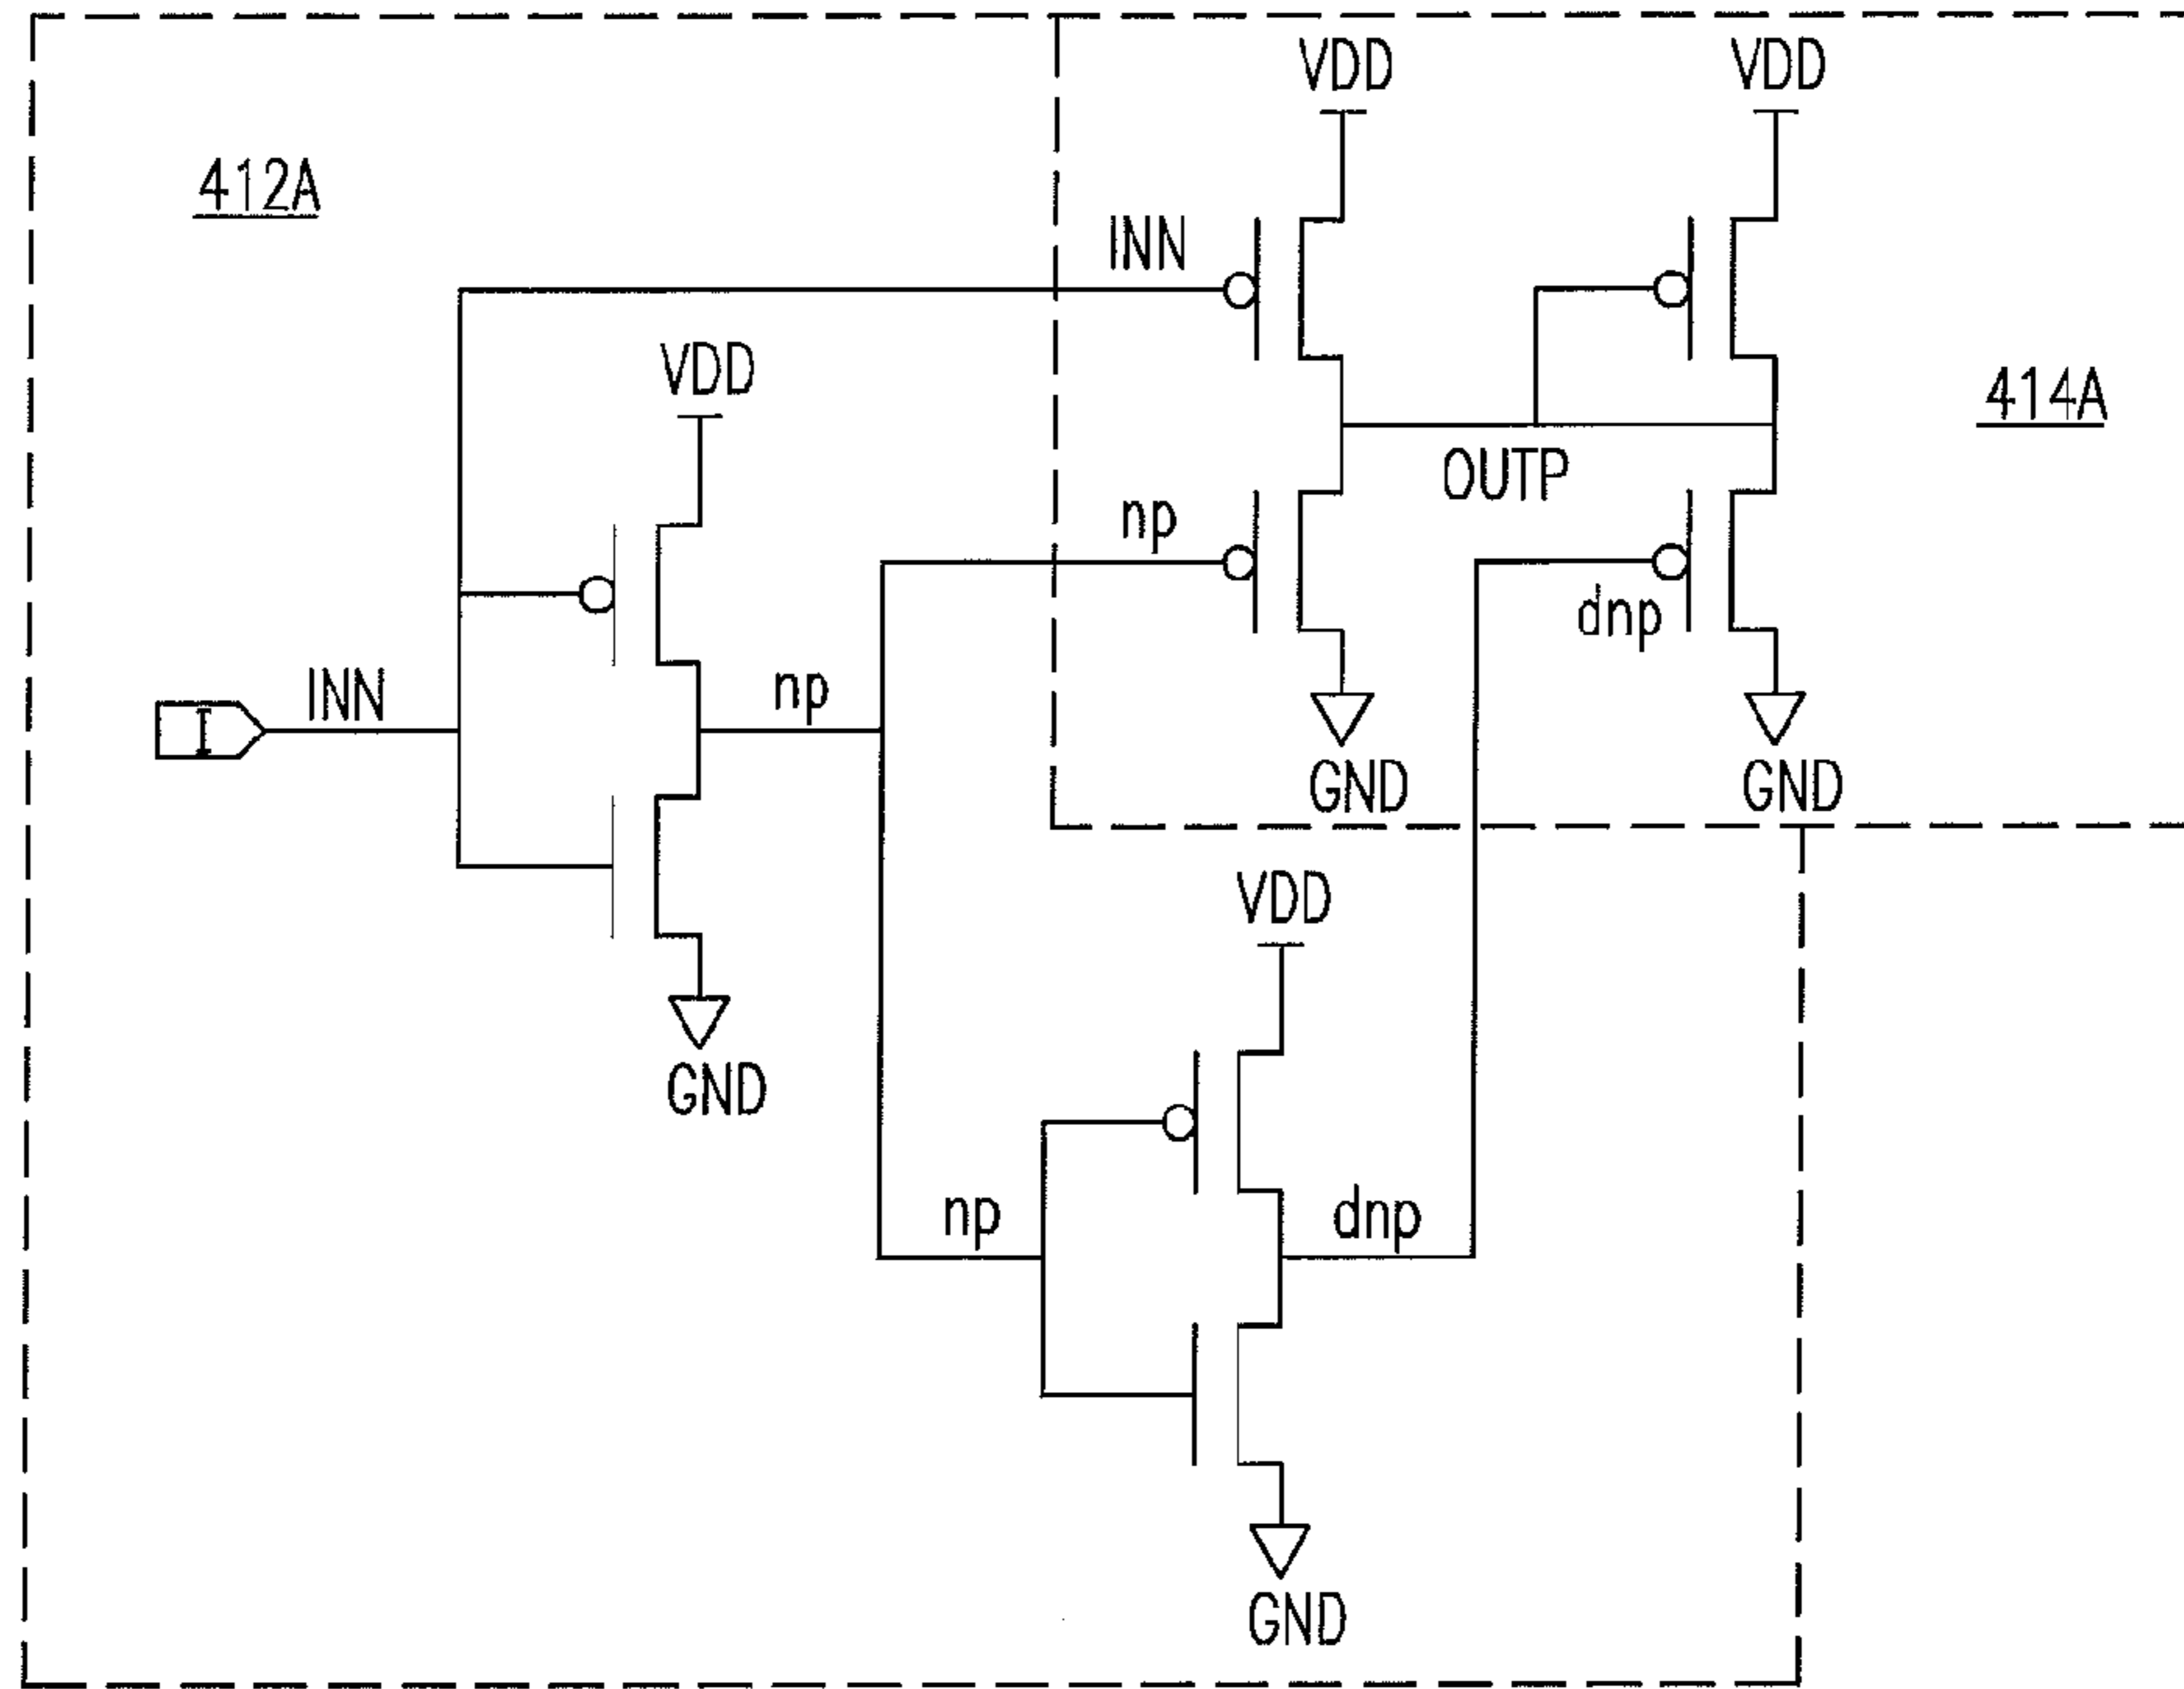 VDD VDD
412A
INN
VDD
414A
OUTP
np
dnp
INN np
I
GND GND
VDD
GND
np dnp
GND